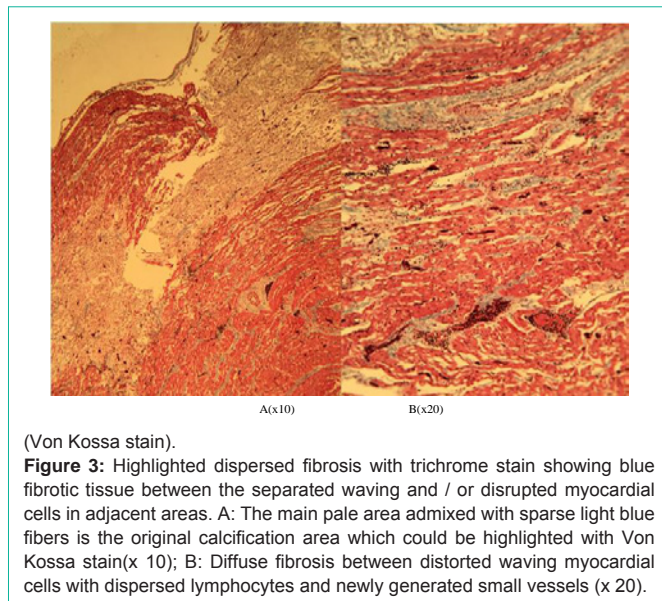 A(x10) B(x20)
(Von Kossa stain).
Figure 3: Highlighted dispersed fibrosis with trichrome stain showing blue
fibrotic tissue between the separated waving and / or disrupted myocardial
cells in adjacent areas. A: The main pale area admixed with sparse light blue
fibers is the original calcification area which could be highlighted with Von
Kossa stain(x 10); B: Diffuse fibrosis between distorted waving myocardial
cells with dispersed lymphocytes and newly generated small vessels (x 20).